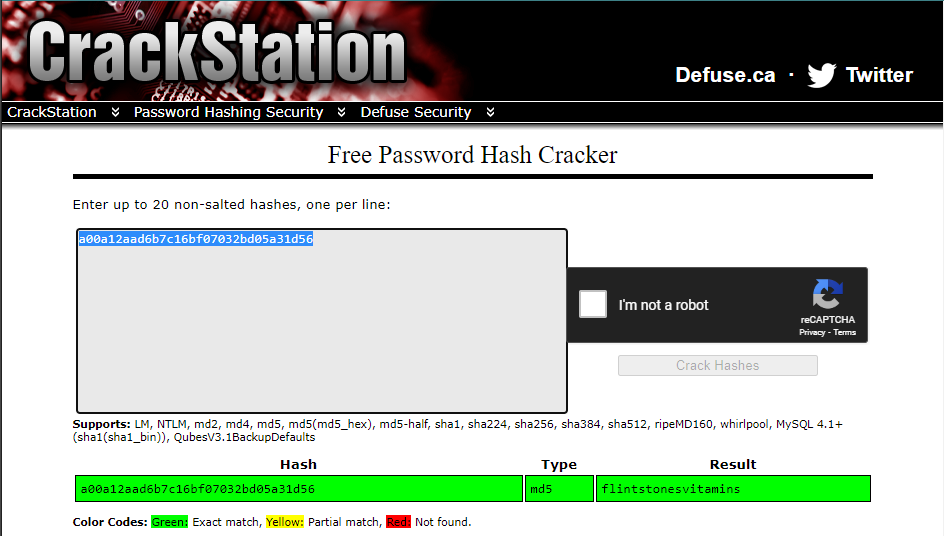 CrackStation
Defuse.ca · Twitter
CrackStation Password Hashing Security Defuse Security
Free Password Hash Cracker
Enter up to 20 non-salted hashes, one per line:
a00a12aad6b7c16bf07032bd05a31d56
I'm not a robot
reCAPTCHA
Privacy - Terms
Crack Hashes
Supports: LM, NTLM, md2, md4, md5, md5(md5_hex), md5-half, sha1, sha224, sha256, sha384, sha512, ripeMD160, whirlpool, MySQL 4.1+
(sha1(sha1_bin)), QubesV3.1BackupDefaults
Hash Type Result
a00a12aad6b7c16bf07032bd05a31d56 md5 flintstonesvitamins
Color Codes: Green: Exact match, Yellow: Partial match, Red: Not found.